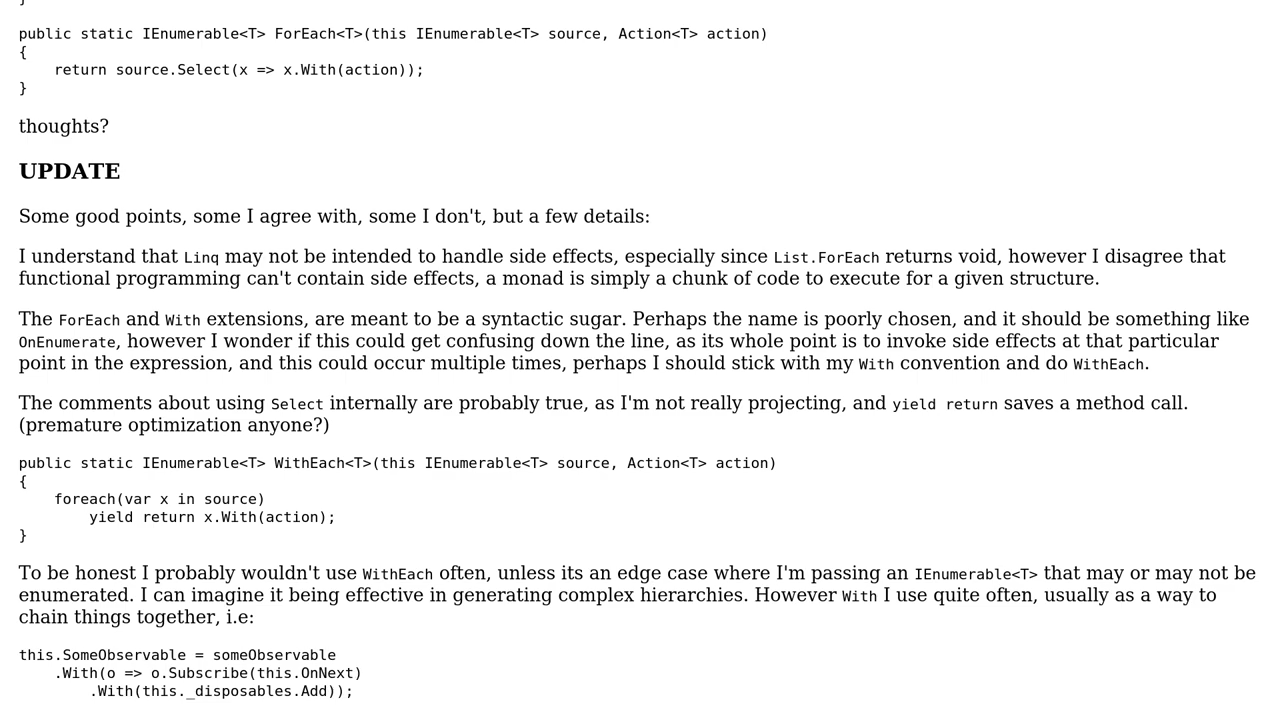 }
public static IEnumerable<T> ForEach<T>(this IEnumerable<T> source, Action<T> action)
{
    return source.Select(x => x.With(action));
}
thoughts?
UPDATE
Some good points, some I agree with, some I don't, but a few details:
I understand that Linq may not be intended to handle side effects, especially since List.ForEach returns void, however I disagree that
functional programming can't contain side effects, a monad is simply a chunk of code to execute for a given structure.
The ForEach and With extensions, are meant to be a syntactic sugar. Perhaps the name is poorly chosen, and it should be something like
OnEnumerate, however I wonder if this could get confusing down the line, as its whole point is to invoke side effects at that particular
point in the expression, and this could occur multiple times, perhaps I should stick with my With convention and do WithEach.
The comments about using Select internally are probably true, as I'm not really projecting, and yield return saves a method call.
(premature optimization anyone?)
public static IEnumerable<T> WithEach<T>(this IEnumerable<T> source, Action<T> action)
{
    foreach(var x in source)
        yield return x.With(action);
}
To be honest I probably wouldn't use WithEach often, unless its an edge case where I'm passing an IEnumerable<T> that may or may not be
enumerated. I can imagine it being effective in generating complex hierarchies. However With I use quite often, usually as a way to
chain things together, i.e:
this.SomeObservable = someObservable
    .With(o => o.Subscribe(this.OnNext)
        .With(this._disposables.Add));